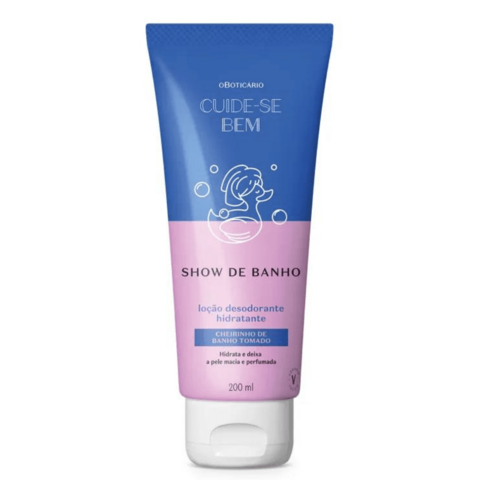 oBoticário
CUIDE-SE
BEM
SHOW DE BANHO
loção desodorante
hidratante
CHEIRINHO DE
BANHO TOMADO
Hidrata e deixa
a pele macia e perfumada
200 ml
V